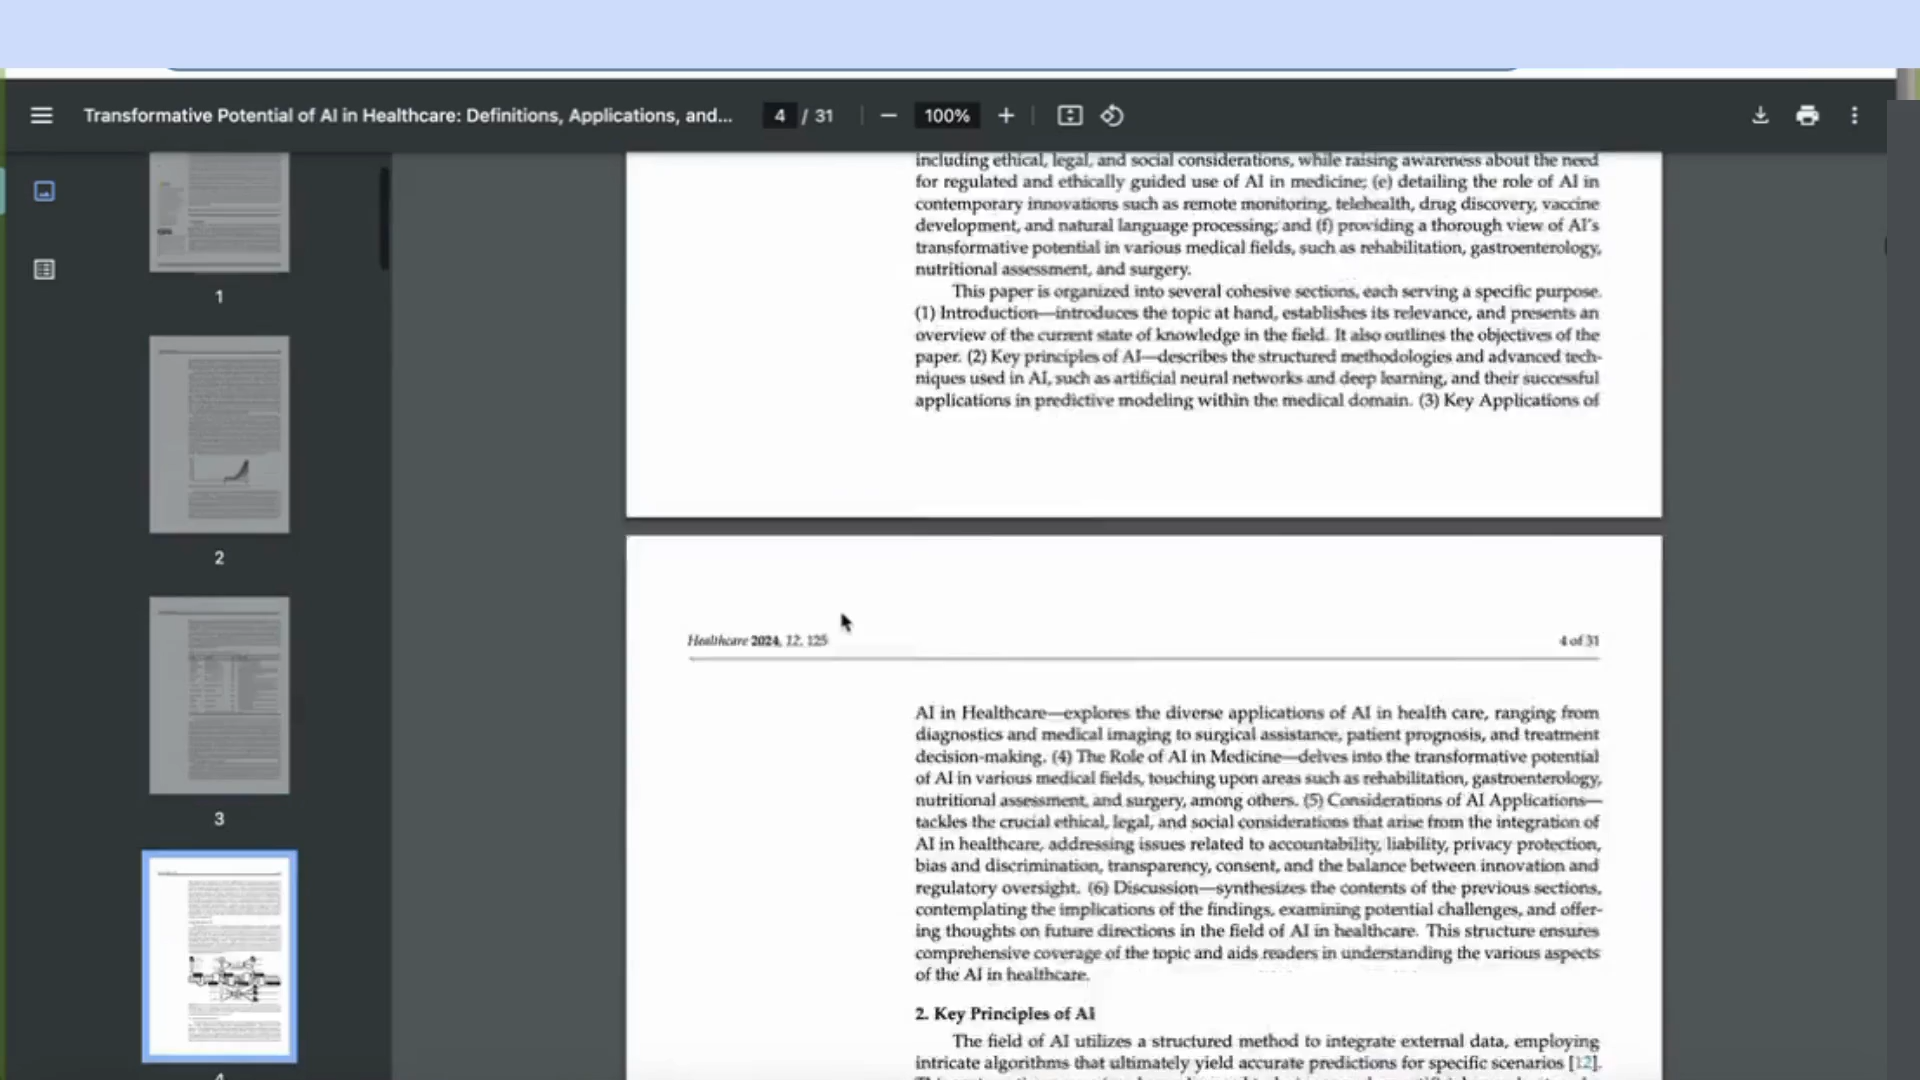 Transformative Potential of AI in Healthcare: Definitions, Applications, and...
4 / 31
100%
1
2
3
including ethical, legal, and social considerations, while raising awareness about the need
for regulated and ethically guided use of AI in medicine; (e) detailing the role of AI in
contemporary innovations such as remote monitoring, telehealth, drug discovery, vaccine
development, and natural language processing; and (f) providing a thorough view of AI's
transformative potential in various medical fields, such as rehabilitation, gastroenterology,
nutritional assessment, and surgery.
This paper is organized into several cohesive sections, each serving a specific purpose.
(1) Introduction—introduces the topic at hand, establishes its relevance, and presents an
overview of the current state of knowledge in the field. It also outlines the objectives of the
paper. (2) Key principles of AI—describes the structured methodologies and advanced tech-
niques used in AI, such as artificial neural networks and deep learning, and their successful
applications in predictive modeling within the medical domain. (3) Key Applications of
Healthcare 2024, 12, 125
4 of 31
AI in Healthcare—explores the diverse applications of AI in health care, ranging from
diagnostics and medical imaging to surgical assistance, patient prognosis, and treatment
decision-making. (4) The Role of AI in Medicine—delves into the transformative potential
of AI in various medical fields, touching upon areas such as rehabilitation, gastroenterology,
nutritional assessment, and surgery, among others. (5) Considerations of AI Applications—
tackles the crucial ethical, legal, and social considerations that arise from the integration of
AI in healthcare, addressing issues related to accountability, liability, privacy protection,
bias and discrimination, transparency, consent, and the balance between innovation and
regulatory oversight. (6) Discussion—synthesizes the contents of the previous sections,
contemplating the implications of the findings, examining potential challenges, and offer-
ing thoughts on future directions in the field of AI in healthcare. This structure ensures
comprehensive coverage of the topic and aids readers in understanding the various aspects
of the AI in healthcare.
2. Key Principles of AI
The field of AI utilizes a structured method to integrate external data, employing
intricate algorithms that ultimately yield accurate predictions for specific scenarios [12].